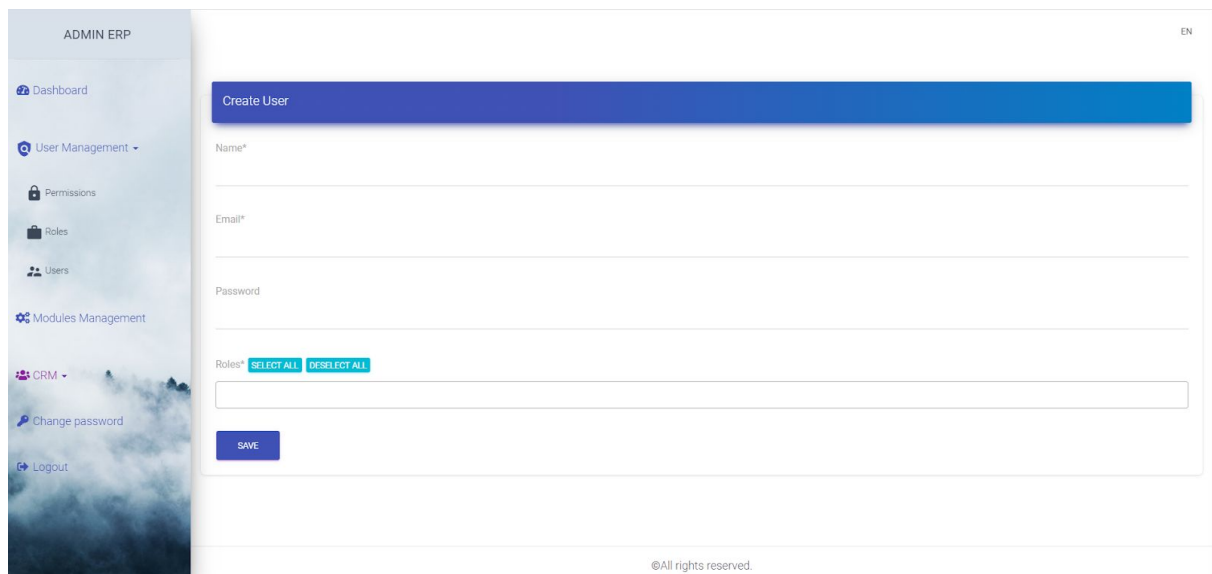 ADMIN ERP
EN
Dashboard
Create User
User Management
Name*
Permissions
Email*
Roles
Users
Password
Modules Management
Roles* SELECT ALL DESELECT ALL
CRM
Change password
SAVE
Logout
©All rights reserved.